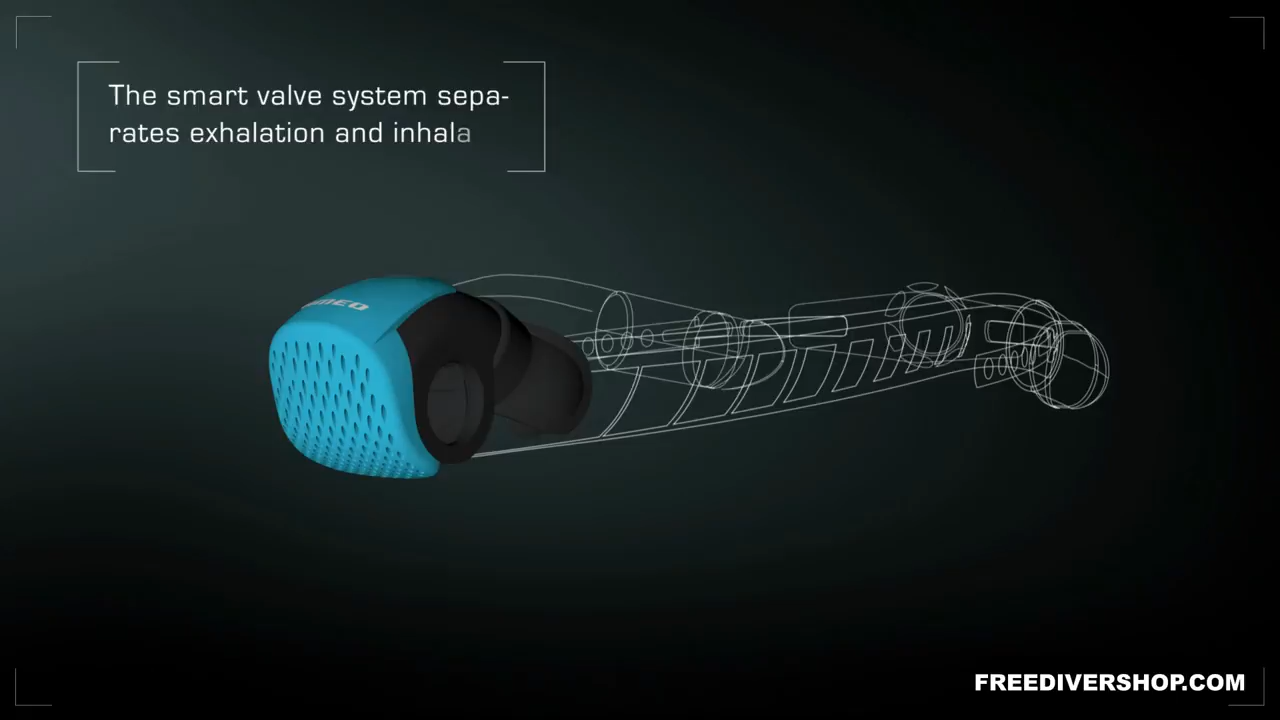 The smart valve system sepa-
rates exhalation and inhala
FREEDIVERSHOP.COM